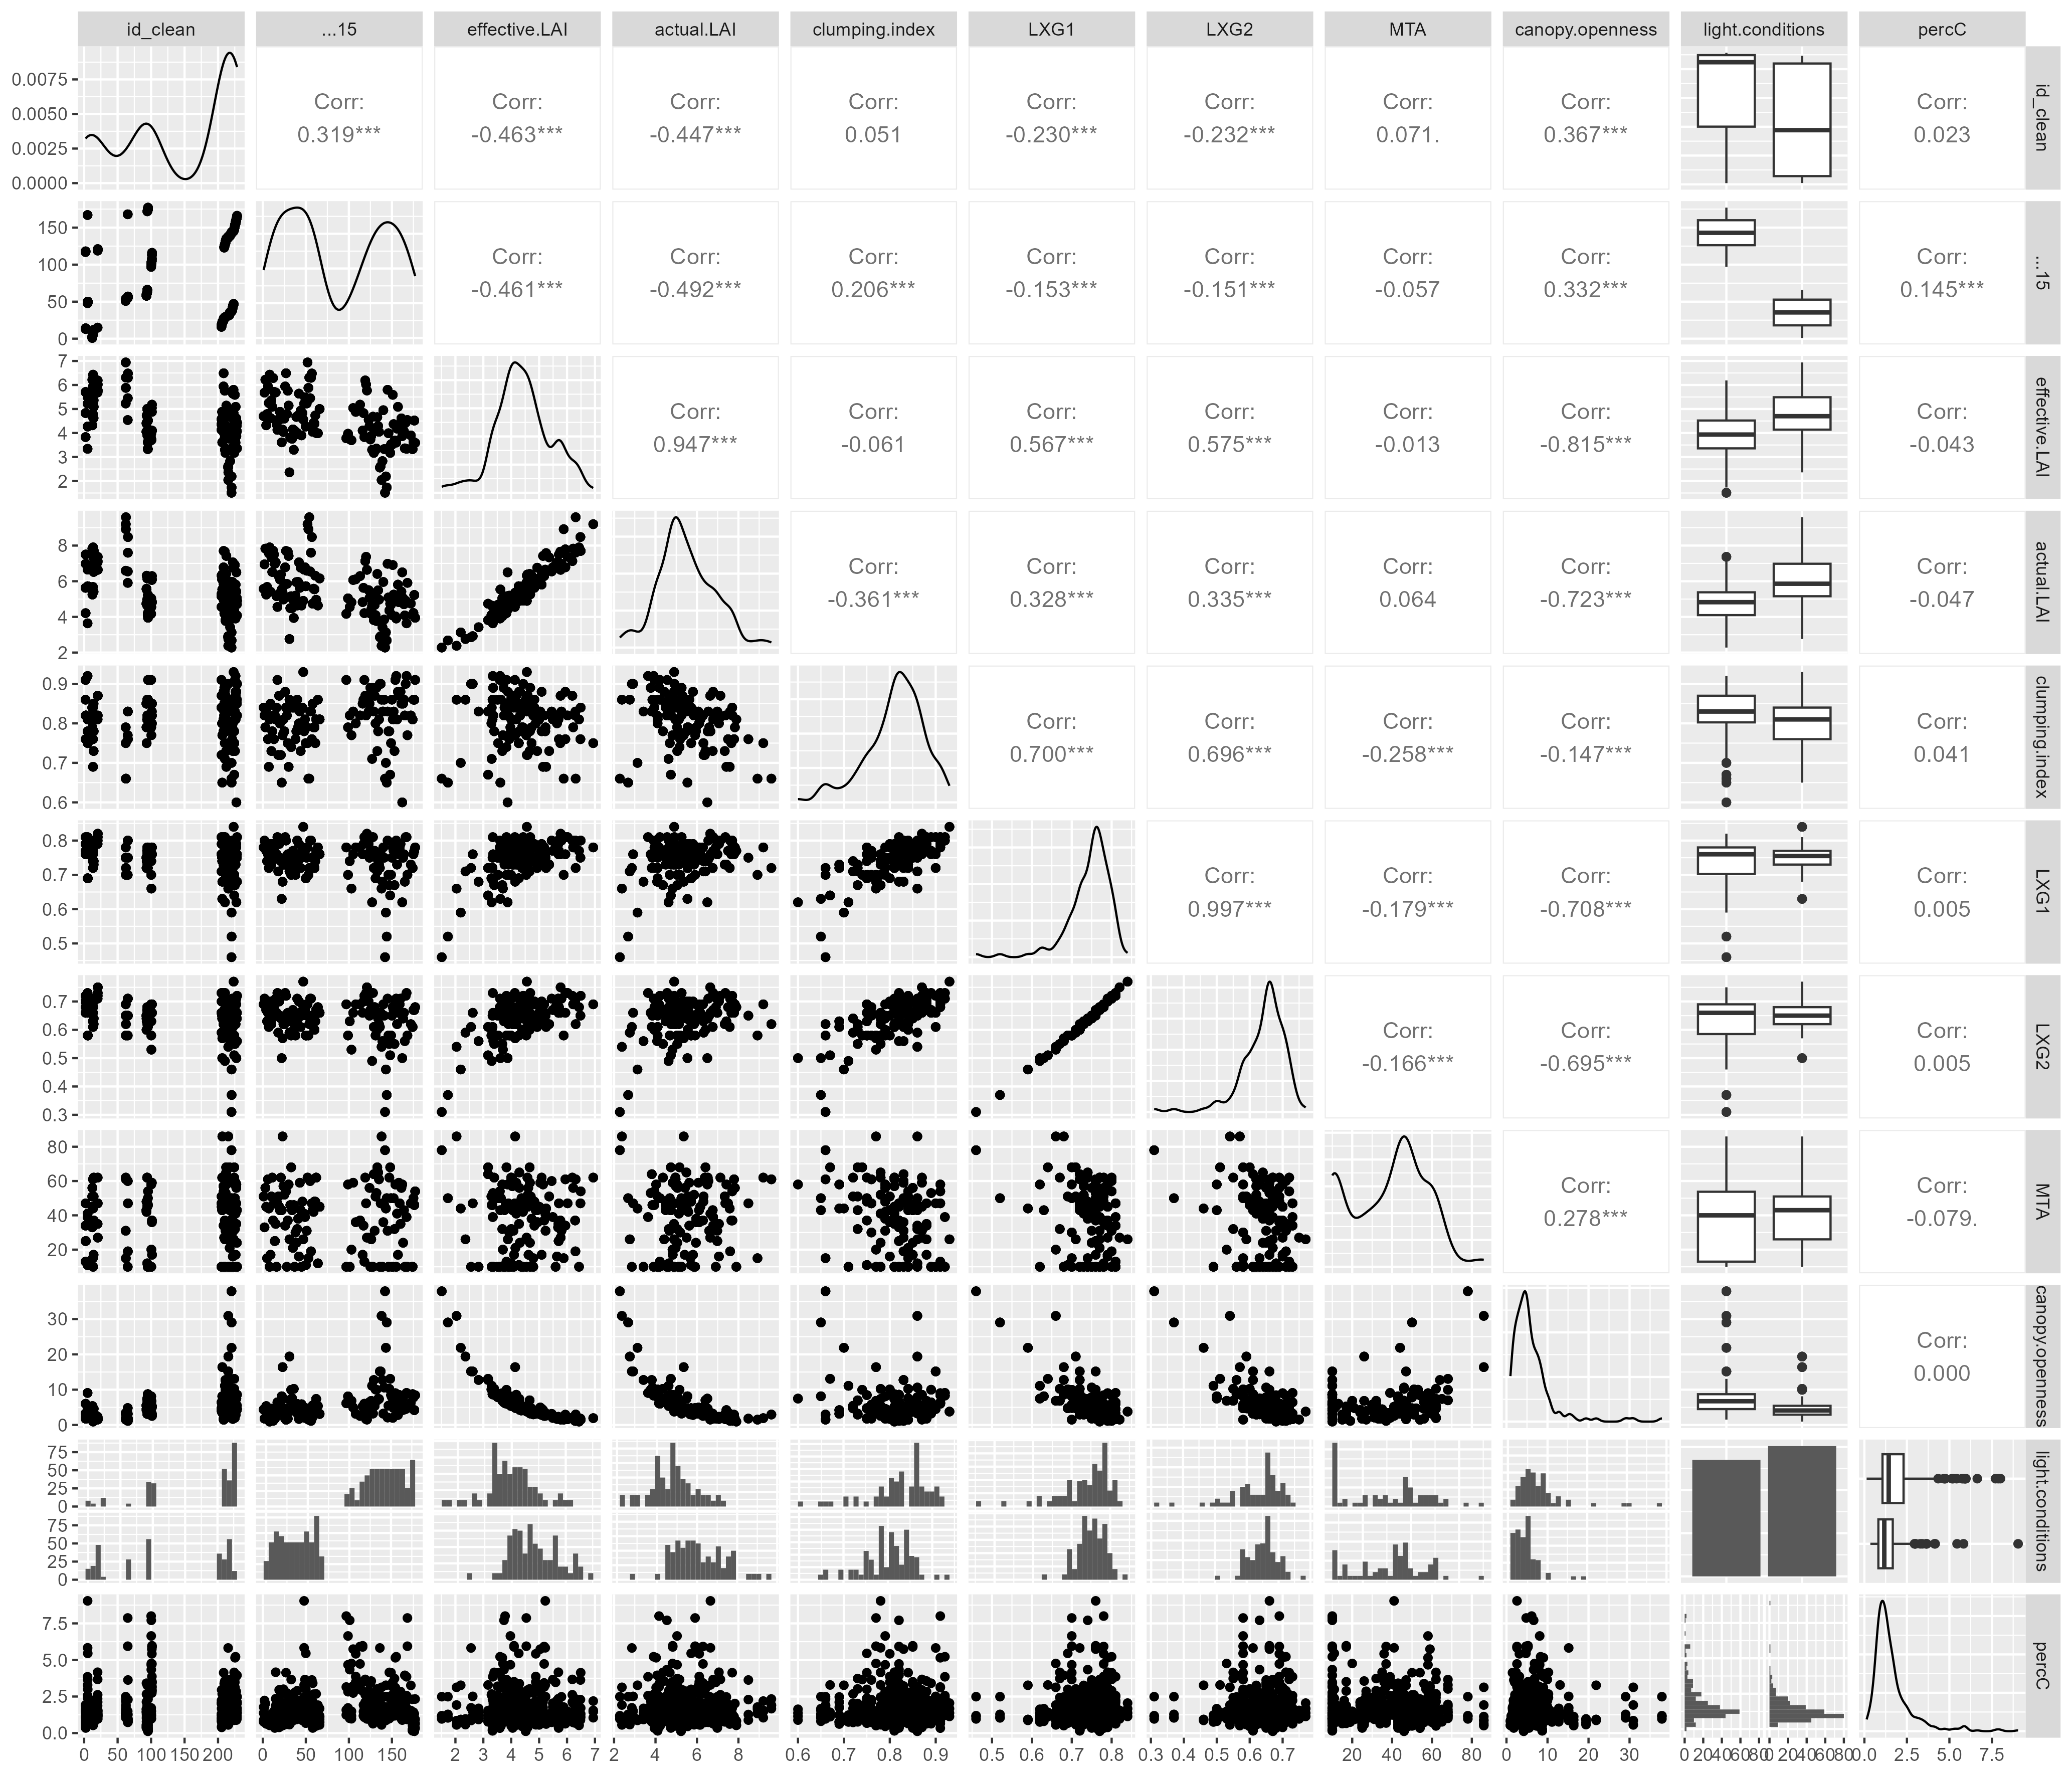 id_clean ...15 effective.LAI actual.LAI clumping.index LXG1 LXG2 MTA canopy.openness light.conditions percC
0.0075
0.0050
0.0025
0.0000
Corr: Corr: Corr: Corr: Corr: Corr: Corr: Corr: Corr:
0.319*** -0.463*** -0.447*** 0.051 -0.230*** -0.232*** 0.071. 0.367*** 0.023
id_clean
150
100
50
0
Corr: Corr: Corr: Corr: Corr: Corr: Corr: Corr:
-0.461*** -0.492*** 0.206*** -0.153*** -0.151*** -0.057 0.332*** 0.145***
...15
7
6
5
4
3
2
Corr: Corr: Corr: Corr: Corr: Corr: Corr:
0.947*** -0.061 0.567*** 0.575*** -0.013 -0.815*** -0.043
effective.LAI
8
6
4
2
Corr: Corr: Corr: Corr: Corr: Corr:
-0.361*** 0.328*** 0.335*** 0.064 -0.723*** -0.047
actual.LAI
0.9
0.8
0.7
0.6
Corr: Corr: Corr: Corr: Corr:
0.700*** 0.696*** -0.258*** -0.147*** 0.041
clumping.index
0.8
0.7
0.6
0.5
Corr: Corr: Corr: Corr:
0.997*** -0.179*** -0.708*** 0.005
LXG1
0.7
0.6
0.5
0.4
0.3
Corr: Corr: Corr:
-0.166*** -0.695*** 0.005
LXG2
80
60
40
20
Corr: Corr:
0.278*** -0.079.
MTA
30
20
10
0
Corr:
0.000
canopy.openness
75
50
25
0
75
50
25
0
light.conditions
7.5
5.0
2.5
0.0
percC
0 50 100 150 200 0 50 100 150 2 3 4 5 6 7 2 4 6 8 0.6 0.7 0.8 0.9 0.5 0.6 0.7 0.8 0.3 0.4 0.5 0.6 0.7 20 40 60 80 0 10 20 30 0 20 40 60 80 0 20 40 60 80 0.0 2.5 5.0 7.5